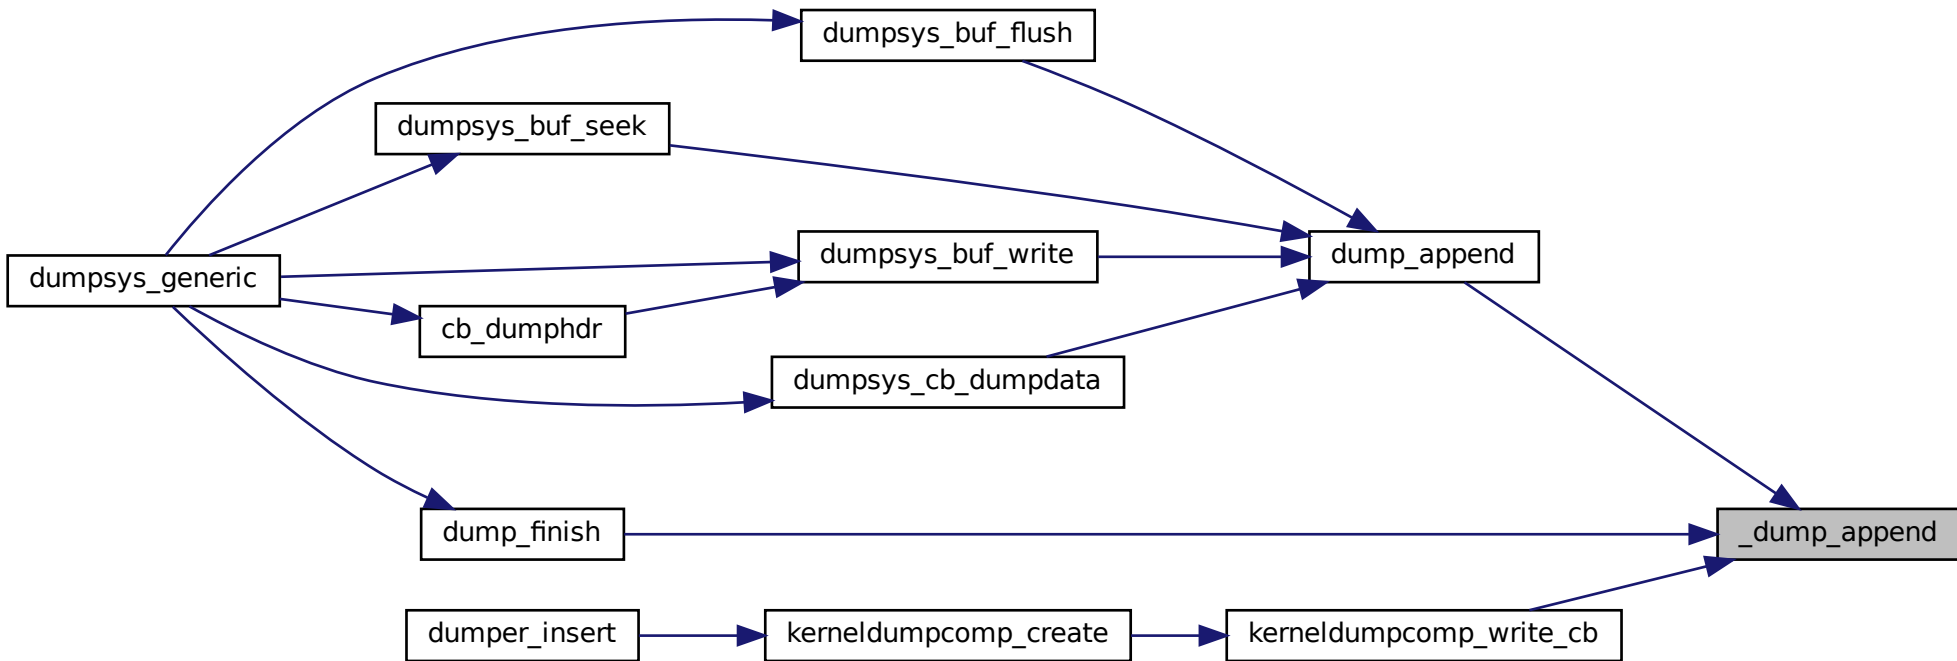 dumpsys_buf_flush
dumpsys_buf_seek
dumpsys_buf_write
dump_append
dumpsys_generic
cb_dumphdr
dumpsys_cb_dumpdata
dump_finish
_dump_append
dumper_insert
kerneldumpcomp_create
kerneldumpcomp_write_cb